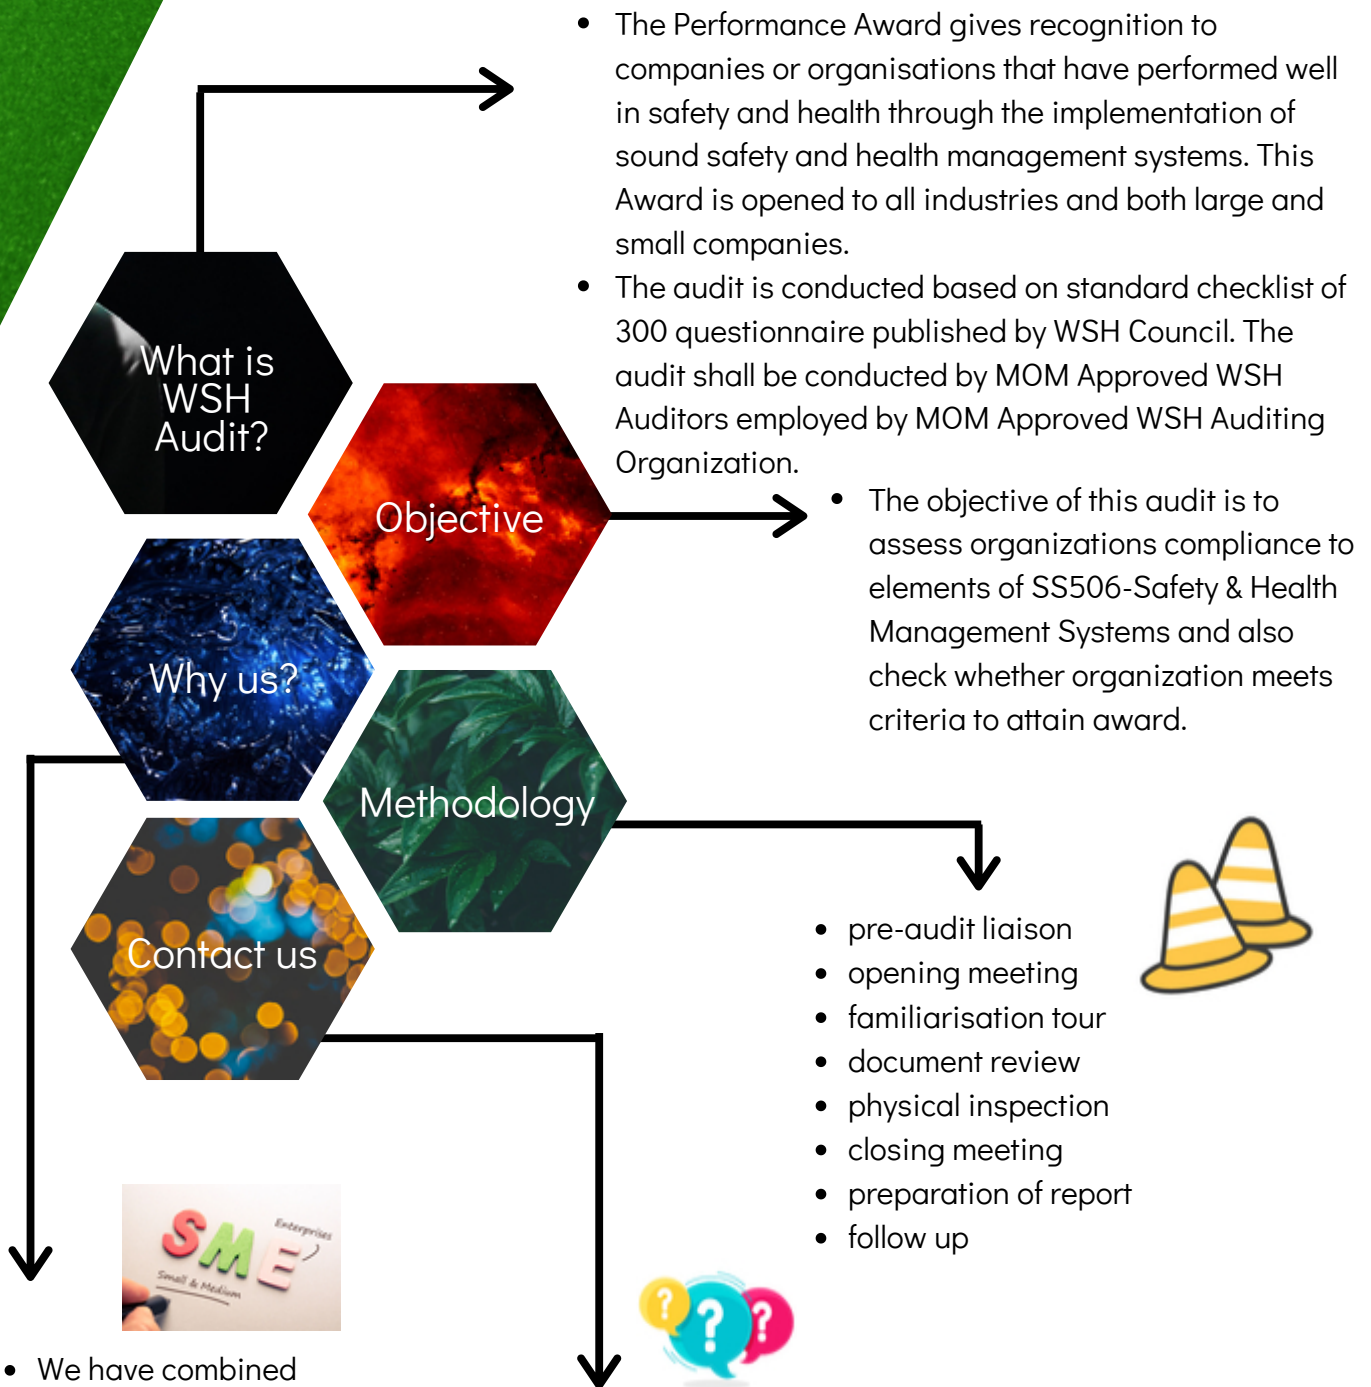 The Performance Award gives recognition to
companies or organisations that have performed well
in safety and health through the implementation of
sound safety and health management systems. This
Award is opened to all industries and both large and
small companies.
The audit is conducted based on standard checklist of
300 questionnaire published by WSH Council. The
audit shall be conducted by MOM Approved WSH
Auditors employed by MOM Approved WSH Auditing
Organization.
What is
WSH
Audit?
Objective
The objective of this audit is to
assess organizations compliance to
elements of SS506-Safety & Health
Management Systems and also
check whether organization meets
criteria to attain award.
Why us?
Methodology
pre-audit liaison
opening meeting
familiarisation tour
document review
physical inspection
closing meeting
preparation of report
follow up
Contact us
SME
Enterprises
Small & Medium
? ? ?
We have combined